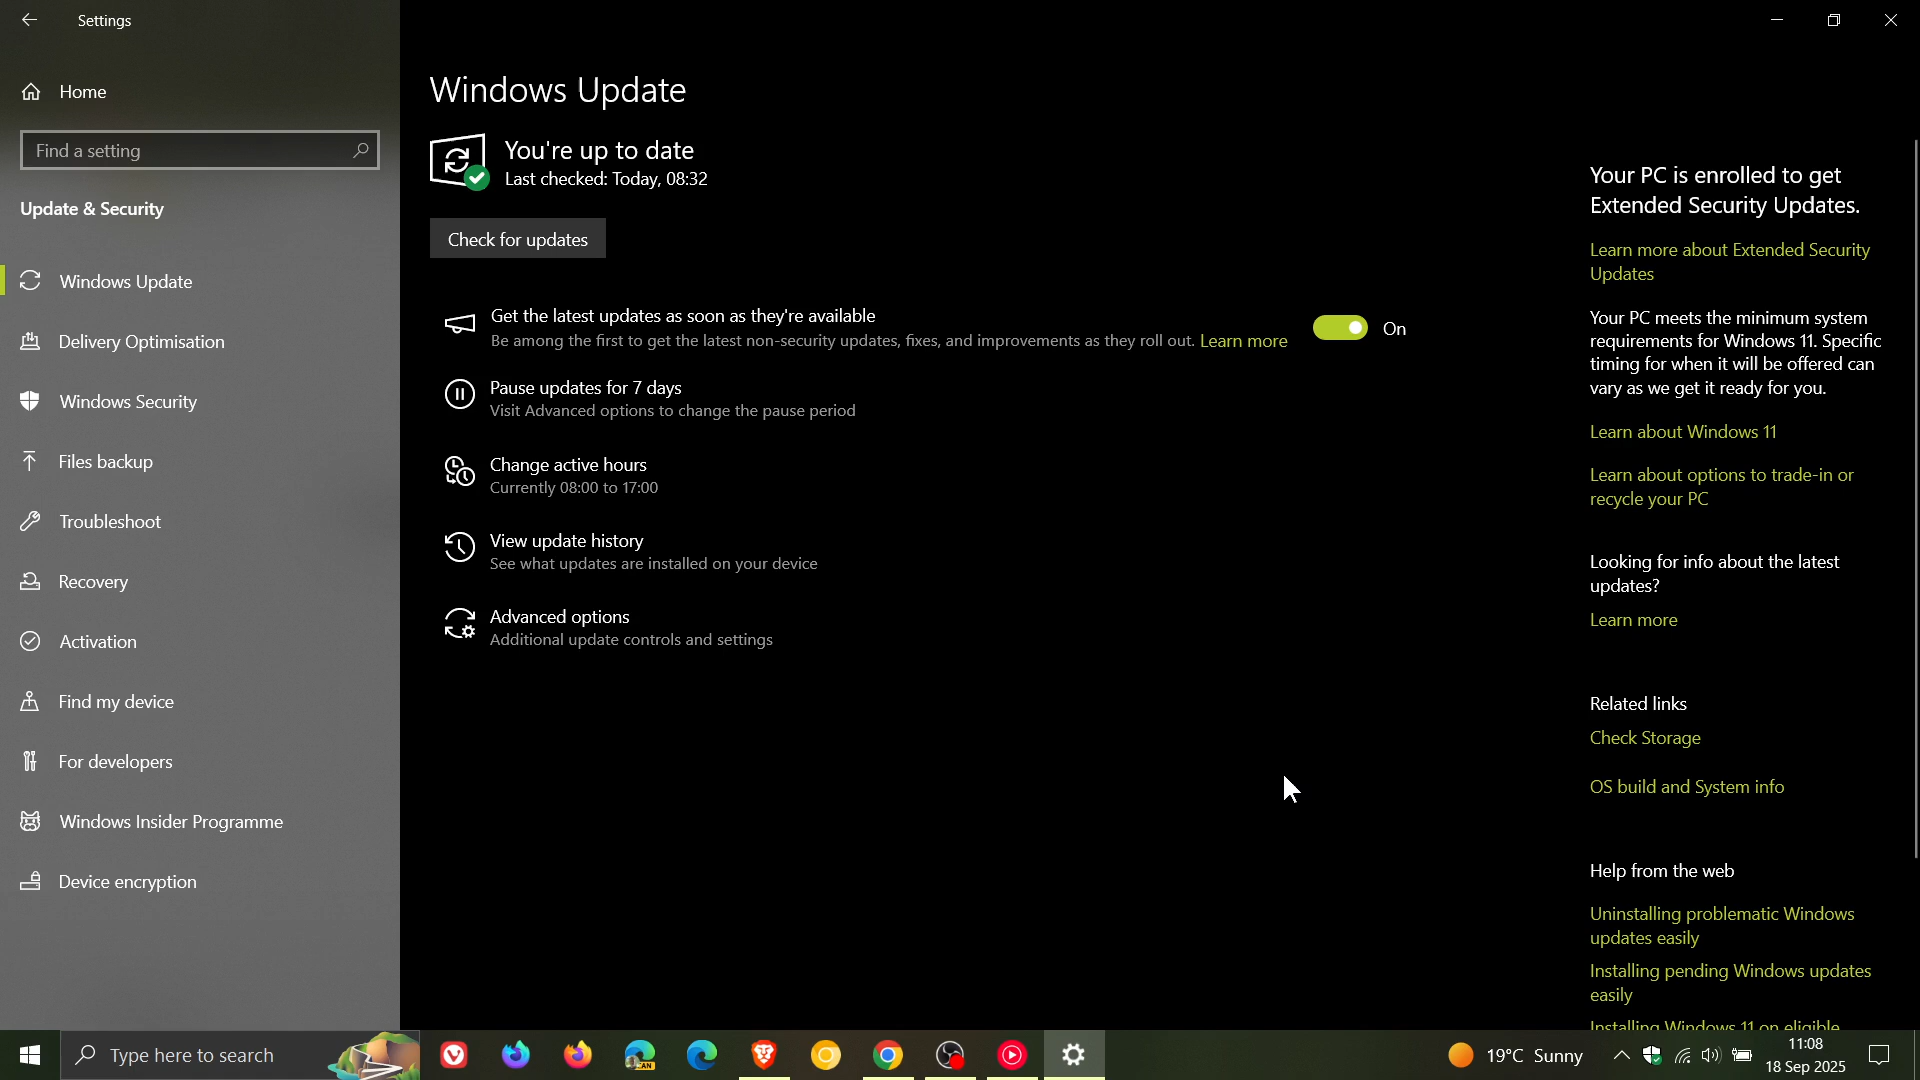 Settings
Home
Find a setting
Update & Security
Windows Update
Delivery Optimisation
Windows Security
Files backup
Troubleshoot
Recovery
Activation
Find my device
For developers
Windows Insider Programme
Device encryption
Windows Update
You're up to date
Last checked: Today, 08:32
Check for updates
Get the latest updates as soon as they're available
Be among the first to get the latest non-security updates, fixes, and improvements as they roll out. Learn more
On
Pause updates for 7 days
Visit Advanced options to change the pause period
Change active hours
Currently 08:00 to 17:00
View update history
See what updates are installed on your device
Advanced options
Additional update controls and settings
Your PC is enrolled to get
Extended Security Updates.
Learn more about Extended Security
Updates
Your PC meets the minimum system
requirements for Windows 11. Specific
timing for when it will be offered can
vary as we get it ready for you.
Learn about Windows 11
Learn about options to trade-in or
recycle your PC
Looking for info about the latest
updates?
Learn more
Related links
Check Storage
OS build and System info
Help from the web
Uninstalling problematic Windows
updates easily
Installing pending Windows updates
easily
Installing Windows 11 on eligible
Type here to search
CAN
19°C Sunny
11:08
18 Sep 2025